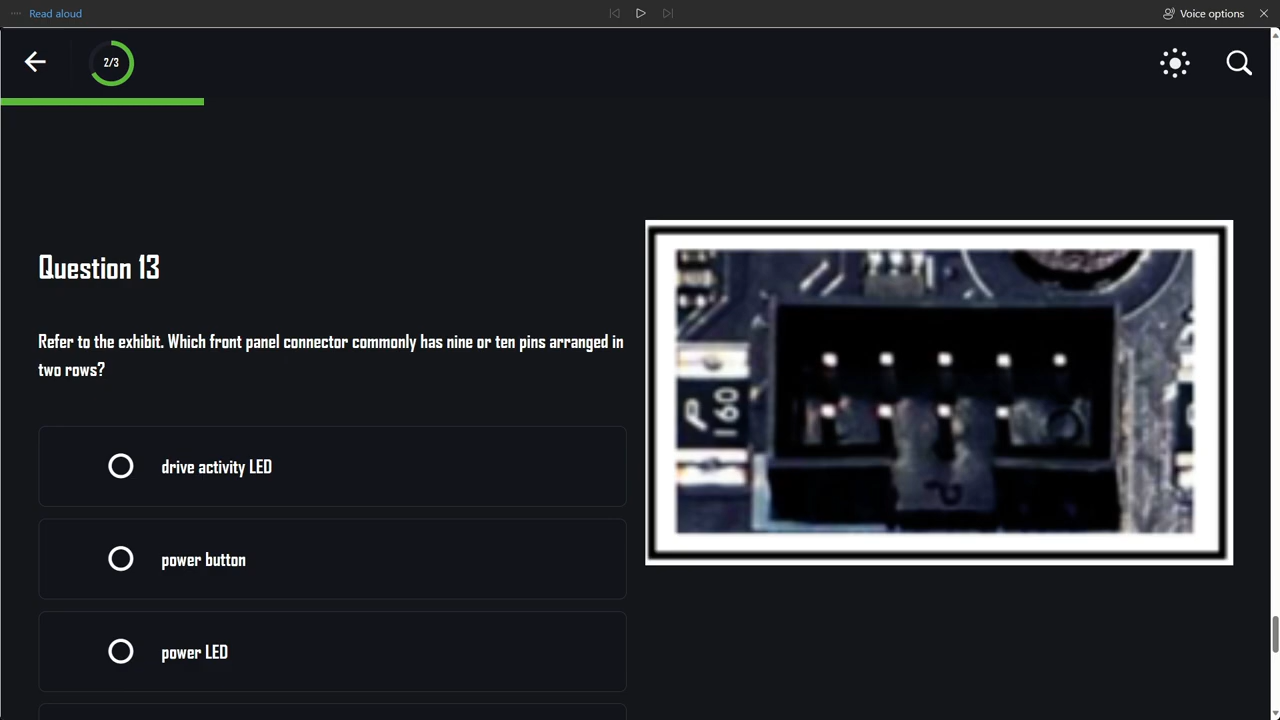 Read aloud
Voice options
2/3
Question 13
Refer to the exhibit. Which front panel connector commonly has nine or ten pins arranged in
two rows?
drive activity LED
power button
power LED
160